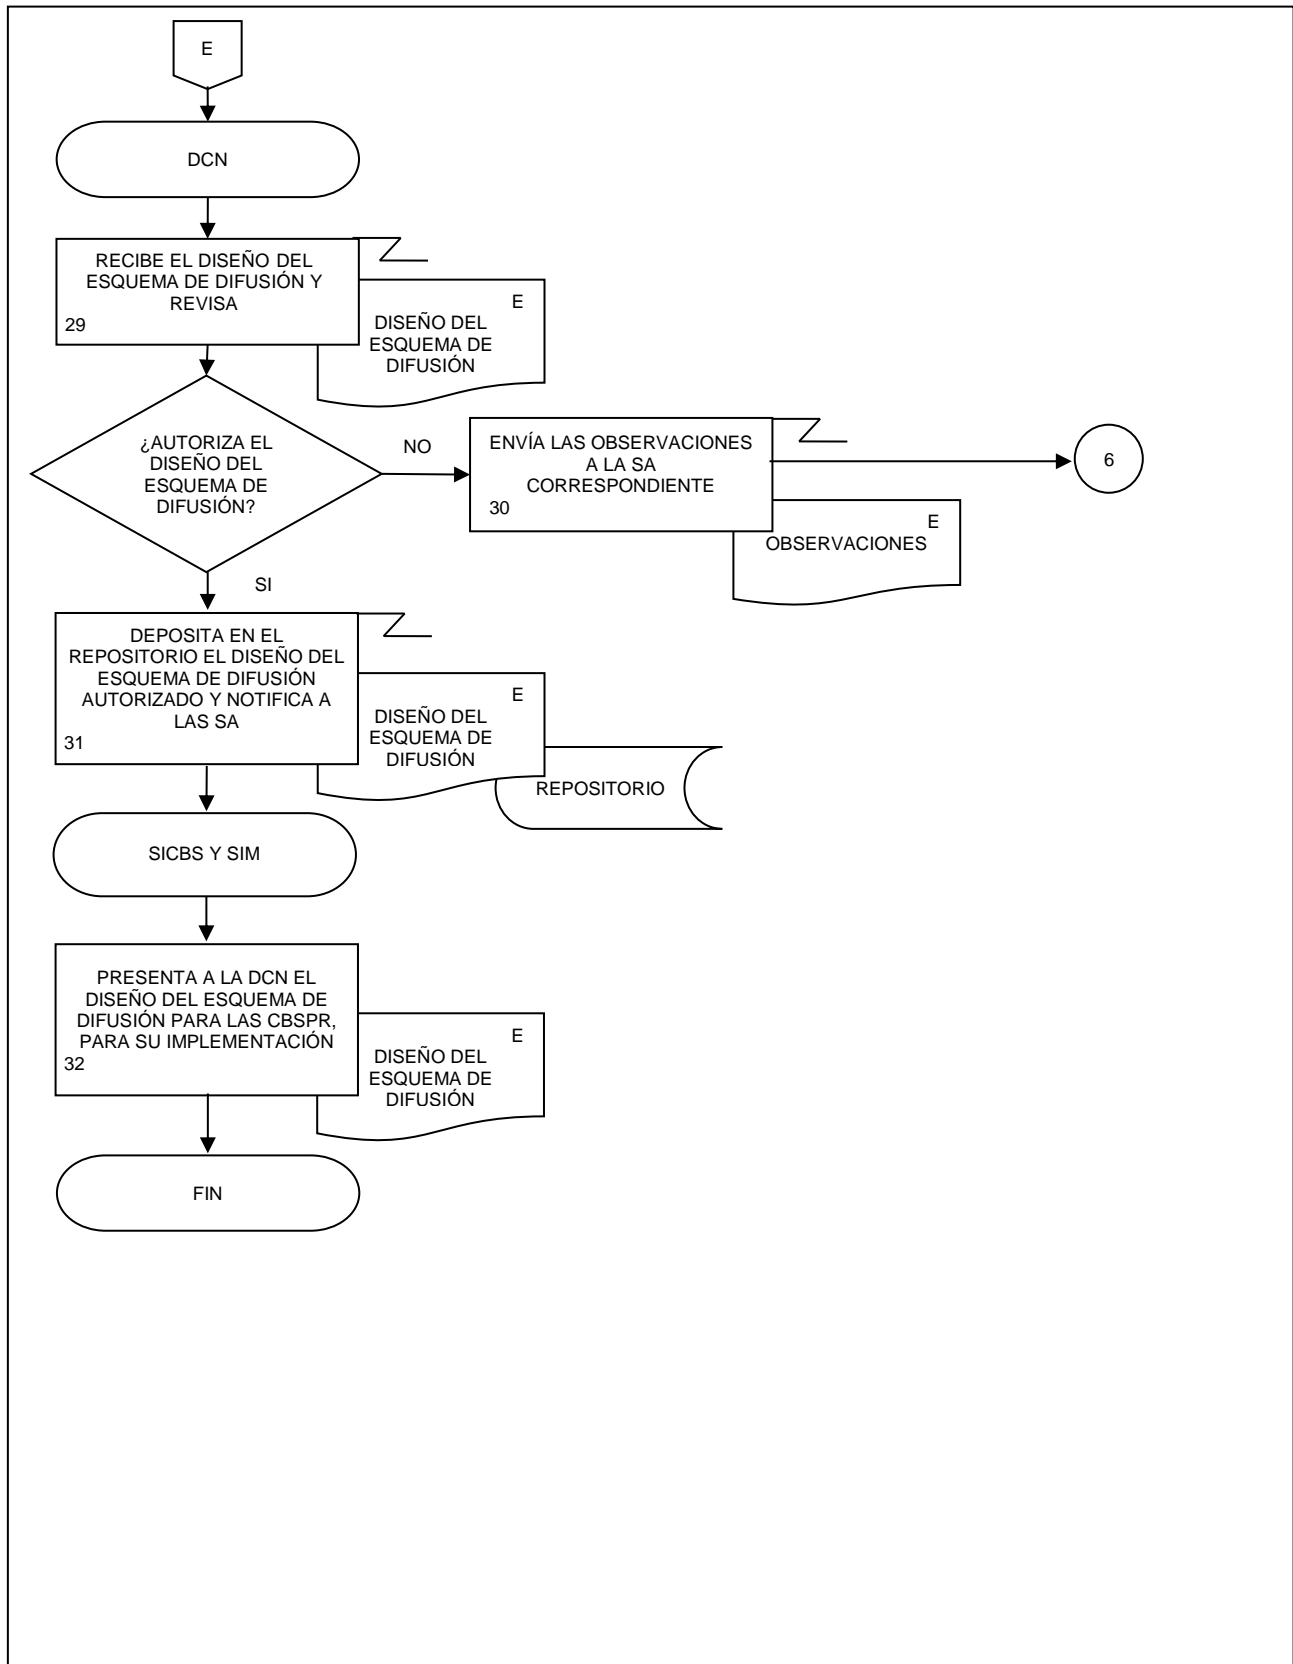 E
DCN
RECIBE EL DISEÑO DEL
ESQUEMA DE DIFUSIÓN Y
REVISA
29
E
DISEÑO DEL
ESQUEMA DE
DIFUSIÓN
¿AUTORIZA EL
DISEÑO DEL
ESQUEMA DE
DIFUSIÓN?
NO
ENVÍA LAS OBSERVACIONES
A LA SA
CORRESPONDIENTE
30
6
E
OBSERVACIONES
SI
DEPOSITA EN EL
REPOSITORIO EL DISEÑO DEL
ESQUEMA DE DIFUSIÓN
AUTORIZADO Y NOTIFICA A
LAS SA
31
E
DISEÑO DEL
ESQUEMA DE
DIFUSIÓN
REPOSITORIO
SICBS Y SIM
PRESENTA A LA DCN EL
DISEÑO DEL ESQUEMA DE
DIFUSIÓN PARA LAS CBSPR,
PARA SU IMPLEMENTACIÓN
32
E
DISEÑO DEL
ESQUEMA DE
DIFUSIÓN
FIN